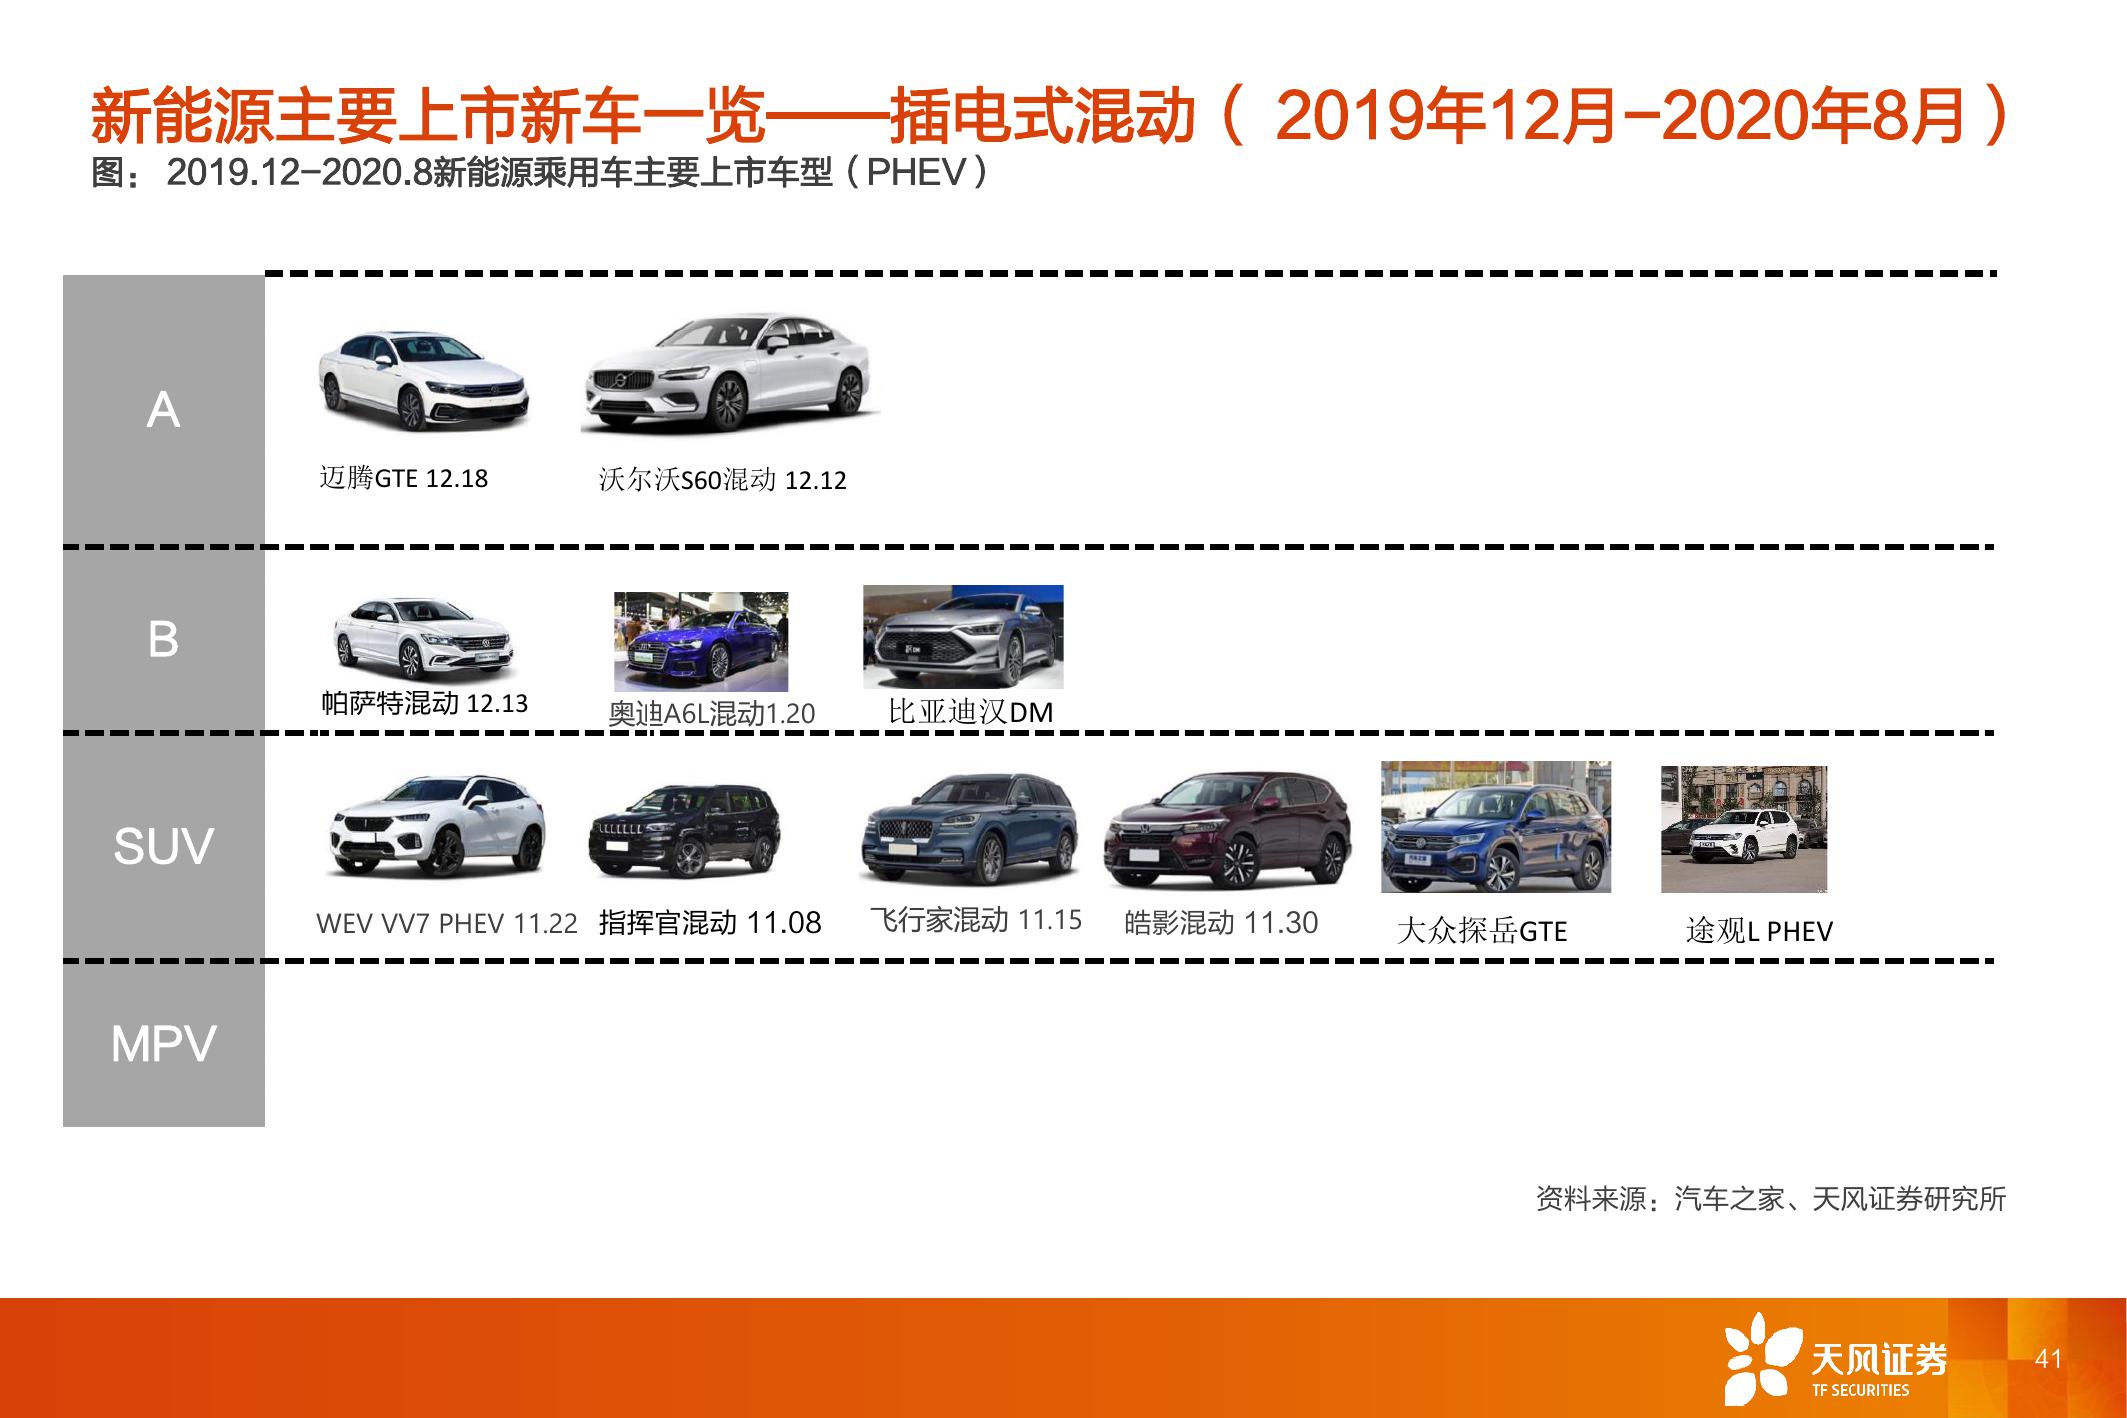 新能源主要上市新车一览——插电式混动（ 2019年12月-2020年8月）
图： 2019.12-2020.8新能源乘用车主要上市车型（PHEV）
A
迈腾GTE 12.18
沃尔沃S60混动 12.12
B
帕萨特混动 12.13
奥迪A6L混动1.20
比亚迪汉DM
SUV
WEV VV7 PHEV 11.22
指挥官混动 11.08
飞行家混动 11.15
皓影混动 11.30
大众探岳GTE
途观L PHEV
MPV
资料来源：汽车之家、天风证券研究所
天风证券
TF SECURITIES
41